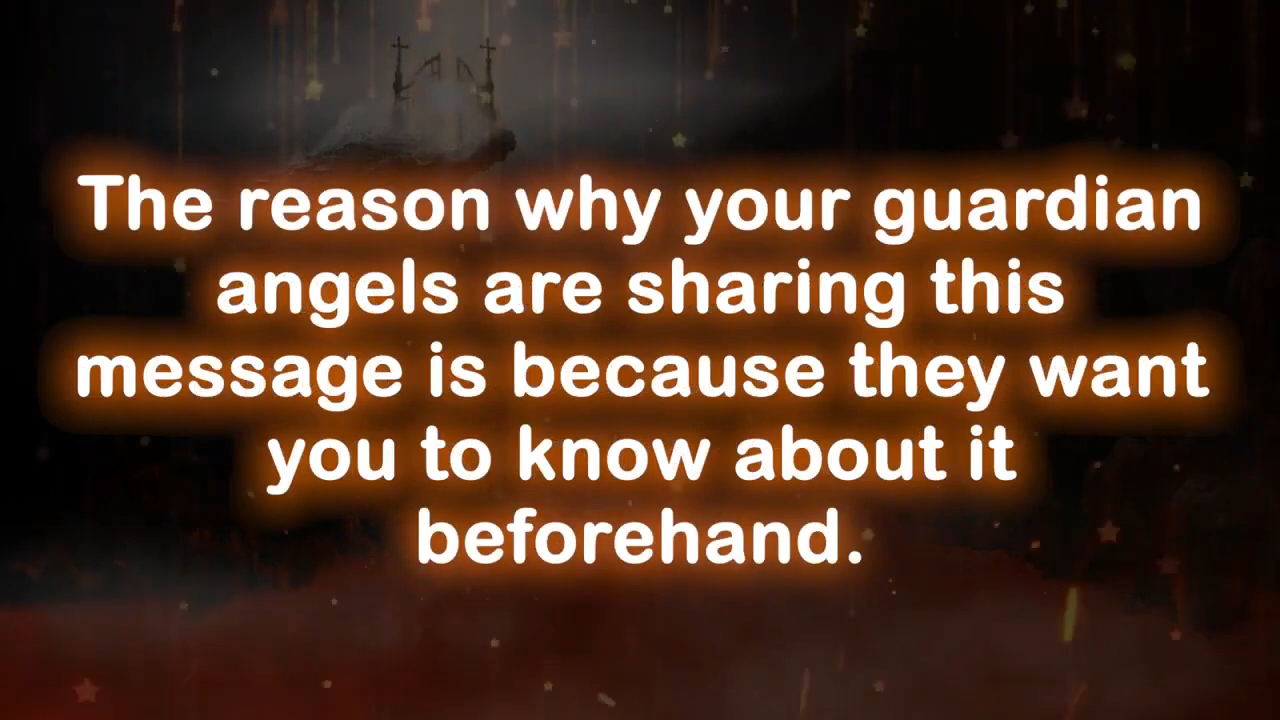 The reason why your guardian
angels are sharing this
message is because they want
you to know about it
beforehand.